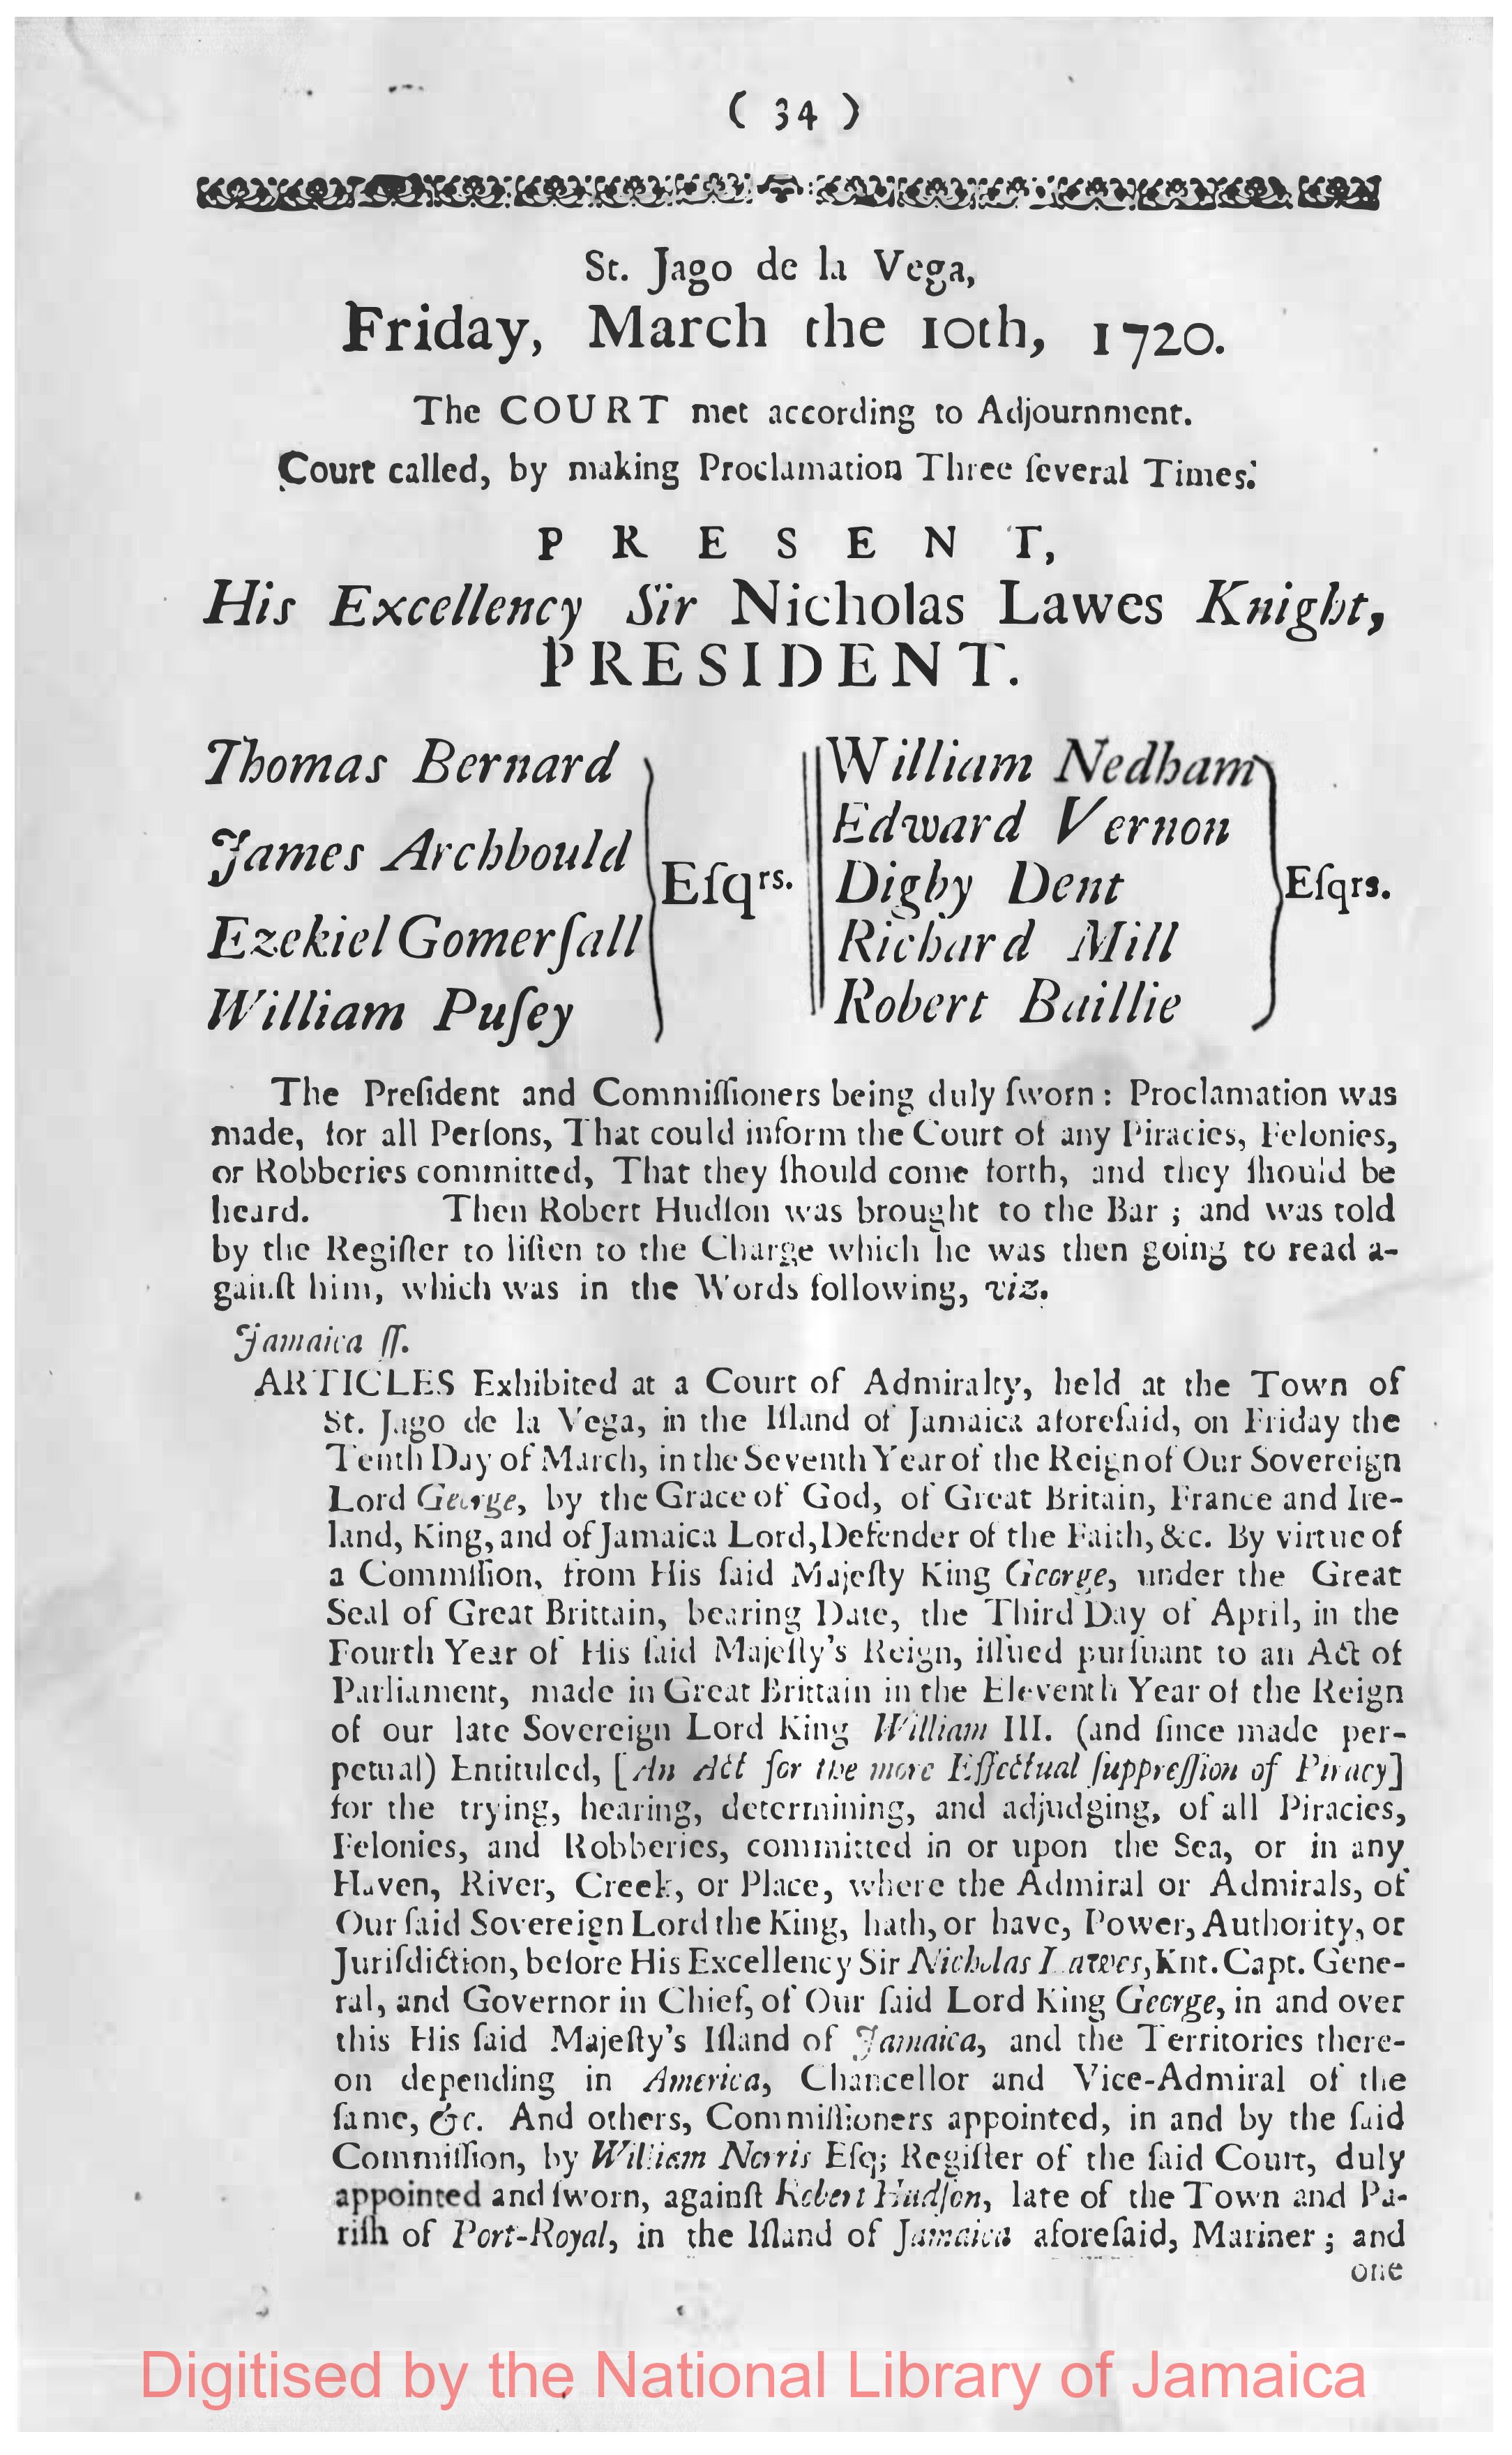 ( 34 )
St. Jago de la Vega,
Friday, March the 10th, 1720.
The COURT met according to Adjournment.
Court called, by making Proclamation Three ſeveral Times:
PRESENT,
His Excellency Sir Nicholas Lawes Knight,
PRESIDENT.
Thomas Bernard
James Archbould
Ezekiel Gomerſall
William Puſey
Eſqrs.
William Nedham
Edward Vernon
Digby Dent
Richard Mill
Robert Baillie
Eſqrs.
The Preſident and Commiſſioners being duly ſworn : Proclamation was
made, for all Perſons, That could inform the Court of any Piracies, Felonies,
or Robberies committed, That they ſhould come forth, and they ſhould be
heard. Then Robert Hudſon was brought to the Bar ; and was told
by the Regiſter to liſten to the Charge which he was then going to read a-
gainſt him, which was in the Words following, viz.
Jamaica ſſ.
ARTICLES Exhibited at a Court of Admiralty, held at the Town of
St. Jago de la Vega, in the Iſland of Jamaica aforeſaid, on Friday the
Tenth Day of March, in the Seventh Year of the Reign of Our Sovereign
Lord George, by the Grace of God, of Great Britain, France and Ire-
land, King, and of Jamaica Lord, Defender of the Faith, &c. By virtue of
a Commiſſion, from His ſaid Majeſty King George, under the Great
Seal of Great Brittain, bearing Date, the Third Day of April, in the
Fourth Year of His ſaid Majeſty's Reign, iſſued purſuant to an Act of
Parliament, made in Great Brittain in the Eleventh Year of the Reign
of our late Sovereign Lord King William III. (and ſince made per-
petual) Entituled, [An Act for the more Effectual ſuppreſſion of Piracy]
for the trying, hearing, determining, and adjudging, of all Piracies,
Felonies, and Robberies, committed in or upon the Sea, or in any
Haven, River, Creek, or Place, where the Admiral or Admirals, of
Our ſaid Sovereign Lord the King, hath, or have, Power, Authority, or
Juriſdiction, before His Excellency Sir Nicholas Lawes, Knt. Capt. Gene-
ral, and Governor in Chief, of Our ſaid Lord King George, in and over
this His ſaid Majeſty's Iſland of Jamaica, and the Territories there-
on depending in America, Chancellor and Vice-Admiral of the
ſame, &c. And others, Commiſſioners appointed, in and by the ſaid
Commiſſion, by William Norris Eſq; Regiſter of the ſaid Court, duly
appointed and ſworn, againſt Robert Hudſon, late of the Town and Pa-
riſh of Port-Royal, in the Iſland of Jamaica aforeſaid, Mariner ; and
one
Digitised by the National Library of Jamaica